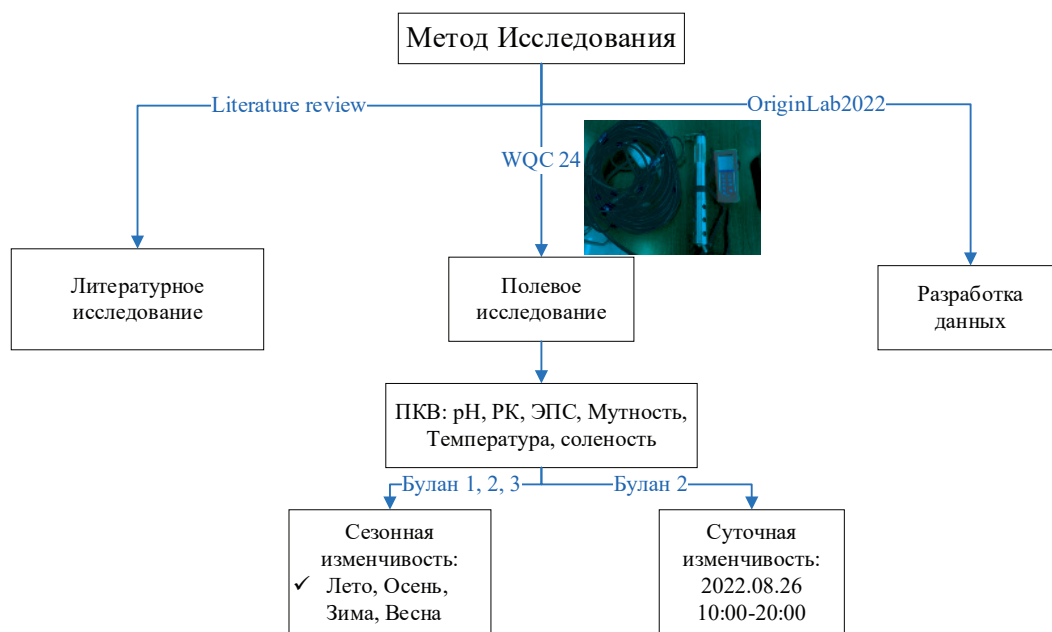 Метод Исследования
Literature review
OriginLab2022
WQC 24
Литературное
исследование
Полевое
исследование
Разработка
данных
ПКВ: pH, РК, ЭПС, Мутность,
Температура, соленость
Булан 1, 2, 3
Булан 2
Сезонная
изменчивость:
✓ Лето, Осень,
Зима, Весна
Суточная
изменчивость:
2022.08.26
10:00-20:00